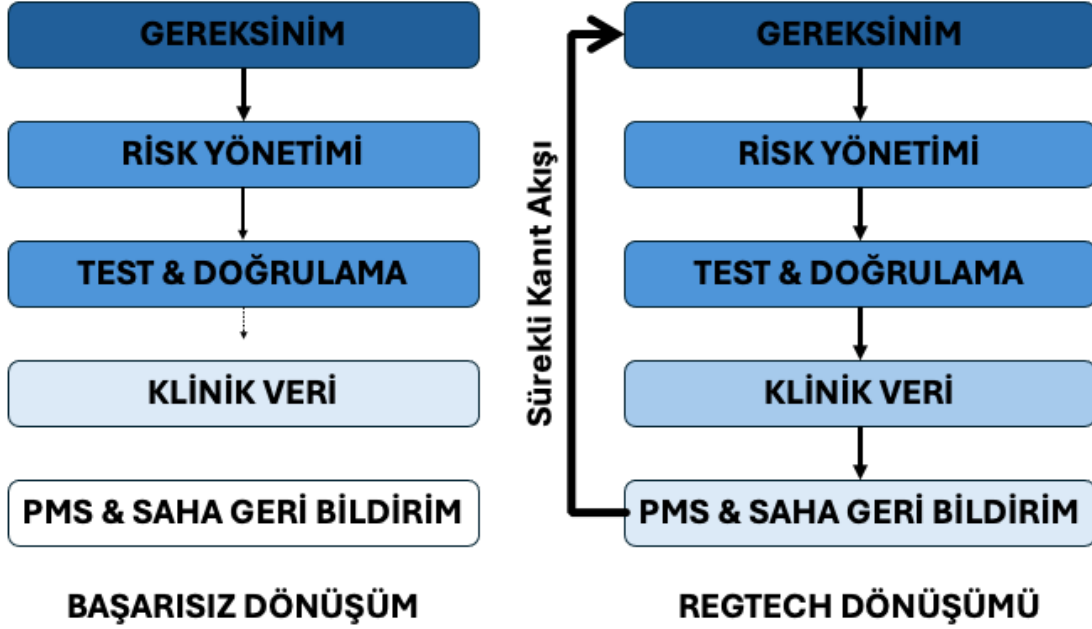 GEREKSİNİM
RİSK YÖNETİMİ
TEST & DOĞRULAMA
KLİNİK VERİ
PMS & SAHA GERİ BİLDİRİM
BAŞARISIZ DÖNÜŞÜM
Sürekli Kanıt Akışı
GEREKSİNİM
RİSK YÖNETİMİ
TEST & DOĞRULAMA
KLİNİK VERİ
PMS & SAHA GERİ BİLDİRİM
REGTECH DÖNÜŞÜMÜ